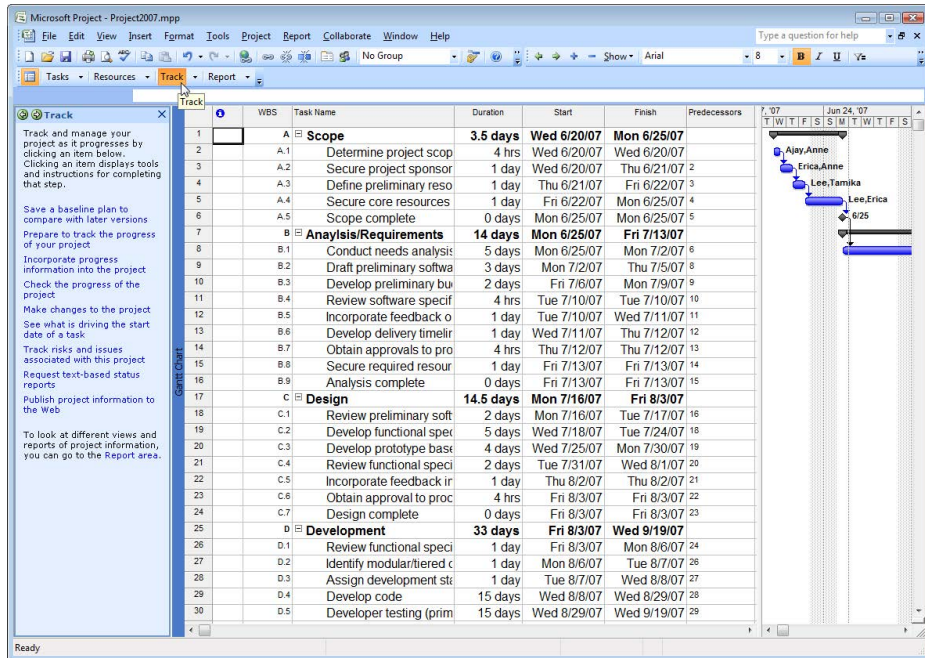 Microsoft Project - Project2007.mpp
File Edit View Insert Format Tools Project Report Collaborate Window Help
Type a question for help
No Group
Show
Arial
8
B I U
Tasks Resources Track Report
Track
Track
Track and manage your
project as it progresses by
clicking an item below.
Clicking an item displays tools
and instructions for completing
that step.
Save a baseline plan to
compare with later versions
Prepare to track the progress
of your project
Incorporate progress
information into the project
Check the progress of the
project
Make changes to the project
See what is driving the start
date of a task
Track risks and issues
associated with this project
Request text-based status
reports
Publish project information to
the Web
To look at different views and
reports of project information,
you can go to the Report area.
Gantt Chart
WBS Task Name Duration Start Finish Predecessors
7, '07 Jun 24, '07
T W T F S S M T W T F S
1 A Scope 3.5 days Wed 6/20/07 Mon 6/25/07
2 A.1 Determine project scop 4 hrs Wed 6/20/07 Wed 6/20/07 Ajay,Anne
3 A.2 Secure project sponsor 1 day Wed 6/20/07 Thu 6/21/07 2 Erica,Anne
4 A.3 Define preliminary reso 1 day Thu 6/21/07 Fri 6/22/07 3 Lee,Tamika
5 A.4 Secure core resources 1 day Fri 6/22/07 Mon 6/25/07 4 Lee,Erica
6 A.5 Scope complete 0 days Mon 6/25/07 Mon 6/25/07 5 6/25
7 B Anaylsis/Requirements 14 days Mon 6/25/07 Fri 7/13/07
8 B.1 Conduct needs analysis 5 days Mon 6/25/07 Mon 7/2/07 6
9 B.2 Draft preliminary softwa 3 days Mon 7/2/07 Thu 7/5/07 8
10 B.3 Develop preliminary bu 2 days Fri 7/6/07 Mon 7/9/07 9
11 B.4 Review software specif 4 hrs Tue 7/10/07 Tue 7/10/07 10
12 B.5 Incorporate feedback o 1 day Tue 7/10/07 Wed 7/11/07 11
13 B.6 Develop delivery timelir 1 day Wed 7/11/07 Thu 7/12/07 12
14 B.7 Obtain approvals to pro 4 hrs Thu 7/12/07 Thu 7/12/07 13
15 B.8 Secure required resour 1 day Fri 7/13/07 Fri 7/13/07 14
16 B.9 Analysis complete 0 days Fri 7/13/07 Fri 7/13/07 15
17 C Design 14.5 days Mon 7/16/07 Fri 8/3/07
18 C.1 Review preliminary soft 2 days Mon 7/16/07 Tue 7/17/07 16
19 C.2 Develop functional spec 5 days Wed 7/18/07 Tue 7/24/07 18
20 C.3 Develop prototype base 4 days Wed 7/25/07 Mon 7/30/07 19
21 C.4 Review functional speci 2 days Tue 7/31/07 Wed 8/1/07 20
22 C.5 Incorporate feedback ir 1 day Thu 8/2/07 Thu 8/2/07 21
23 C.6 Obtain approval to proc 4 hrs Fri 8/3/07 Fri 8/3/07 22
24 C.7 Design complete 0 days Fri 8/3/07 Fri 8/3/07 23
25 D Development 33 days Fri 8/3/07 Wed 9/19/07
26 D.1 Review functional speci 1 day Fri 8/3/07 Mon 8/6/07 24
27 D.2 Identify modular/tiered c 1 day Mon 8/6/07 Tue 8/7/07 26
28 D.3 Assign development sta 1 day Tue 8/7/07 Wed 8/8/07 27
29 D.4 Develop code 15 days Wed 8/8/07 Wed 8/29/07 28
30 D.5 Developer testing (prim 15 days Wed 8/29/07 Wed 9/19/07 29
Ready